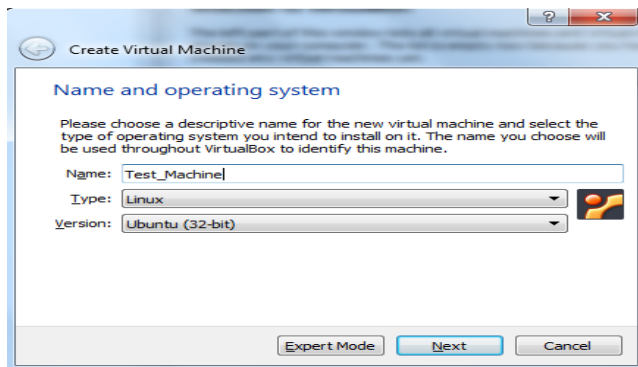 Create Virtual Machine
Name and operating system
Please choose a descriptive name for the new virtual machine and select the
type of operating system you intend to install on it. The name you choose will
be used throughout VirtualBox to identify this machine.
Name: Test_Machine
Type: Linux
Version: Ubuntu (32-bit)
Expert Mode Next Cancel